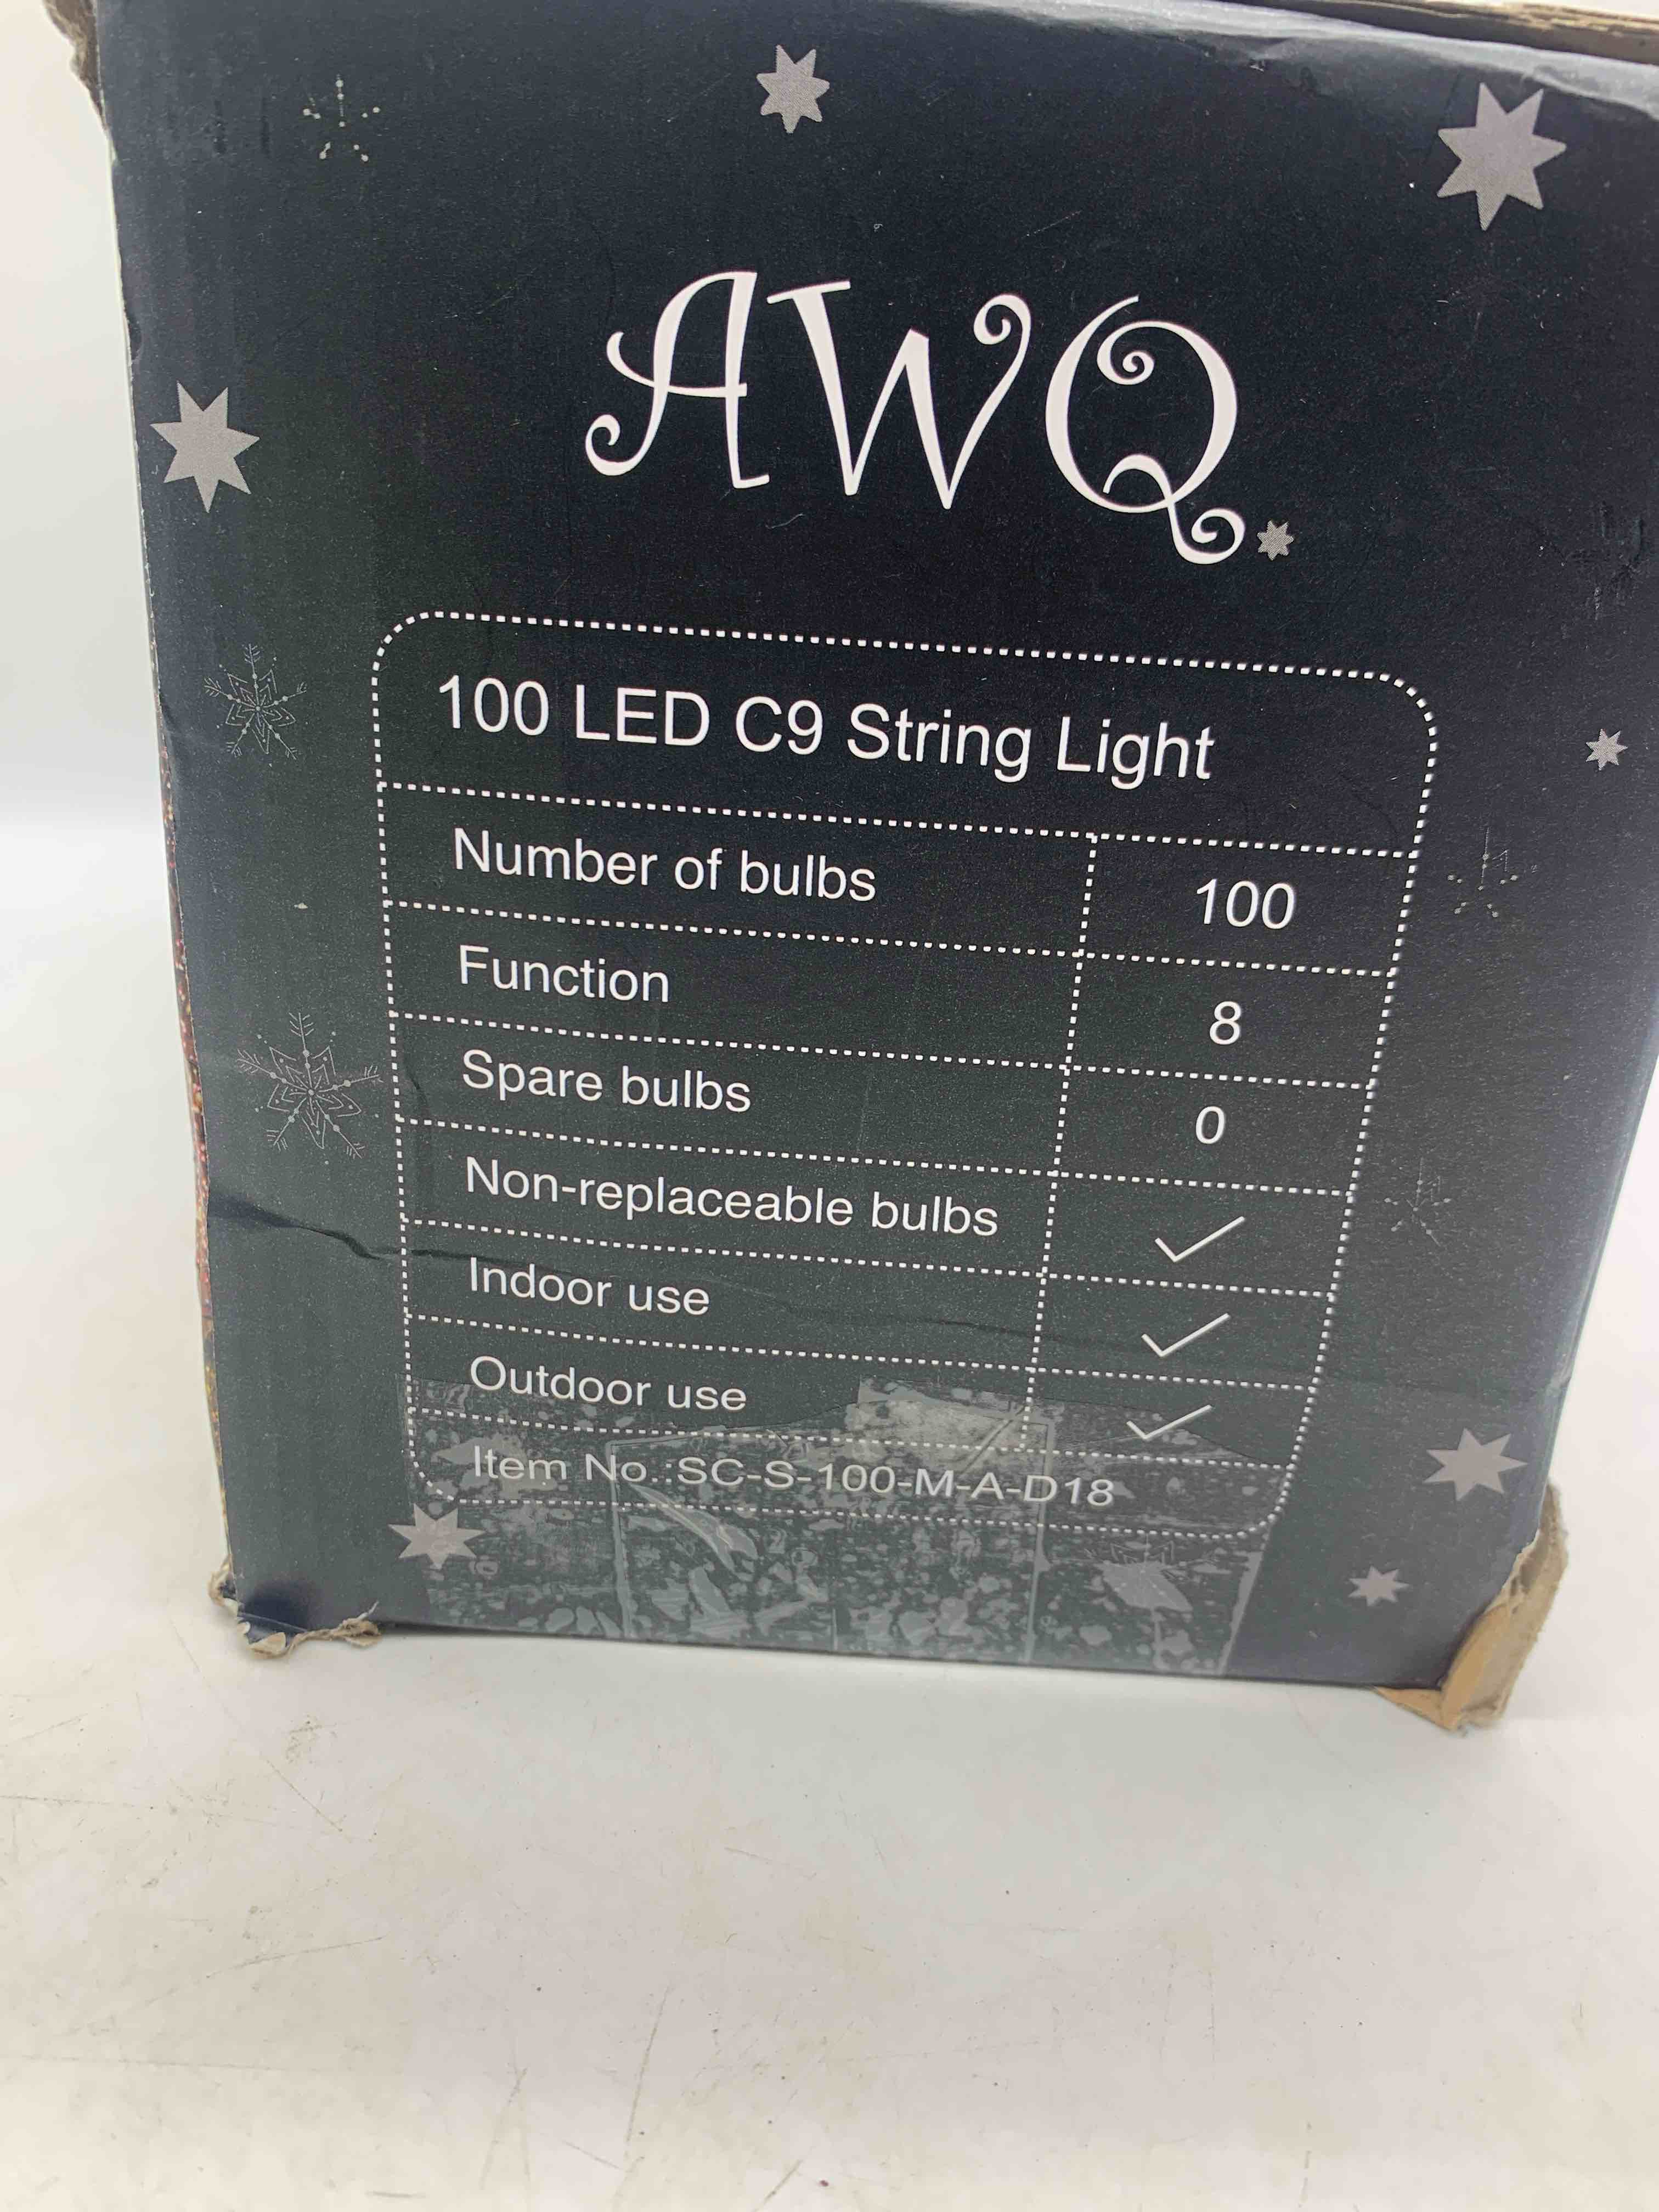 AWQ
100 LED C9 String Light
Number of bulbs 100
Function 8
Spare bulbs 0
Non-replaceable bulbs ✓
Indoor use ✓
Outdoor use ✓
Item No.:SC-S-100-M-A-D18